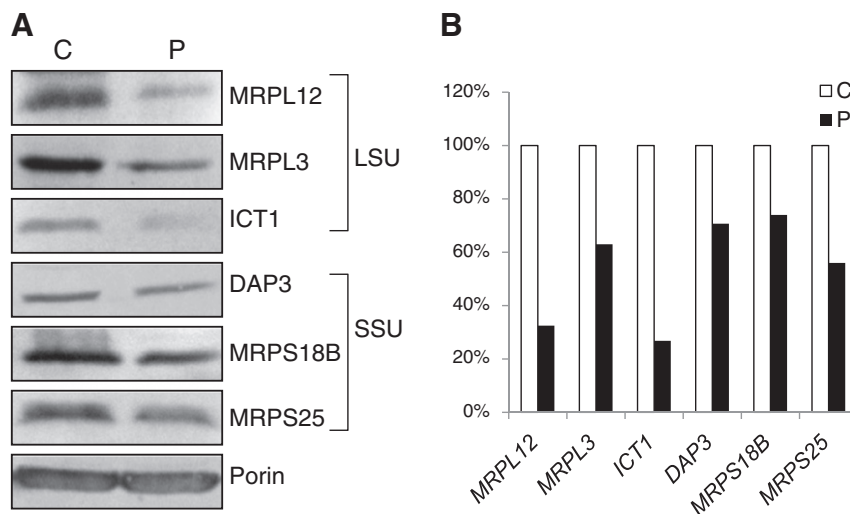 A
C P
MRPL12
MRPL3
ICT1
LSU
DAP3
MRPS18B
MRPS25
SSU
Porin
B
C
P
120%
100%
80%
60%
40%
20%
0%
MRPL12 MRPL3 ICT1 DAP3 MRPS18B MRPS25